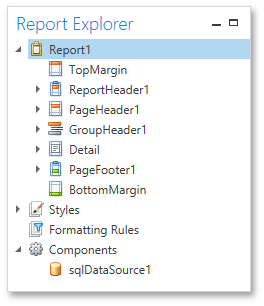 Report Explorer
Report1
TopMargin
ReportHeader1
PageHeader1
GroupHeader1
Detail
PageFooter1
BottomMargin
Styles
Formatting Rules
Components
sqlDataSource1